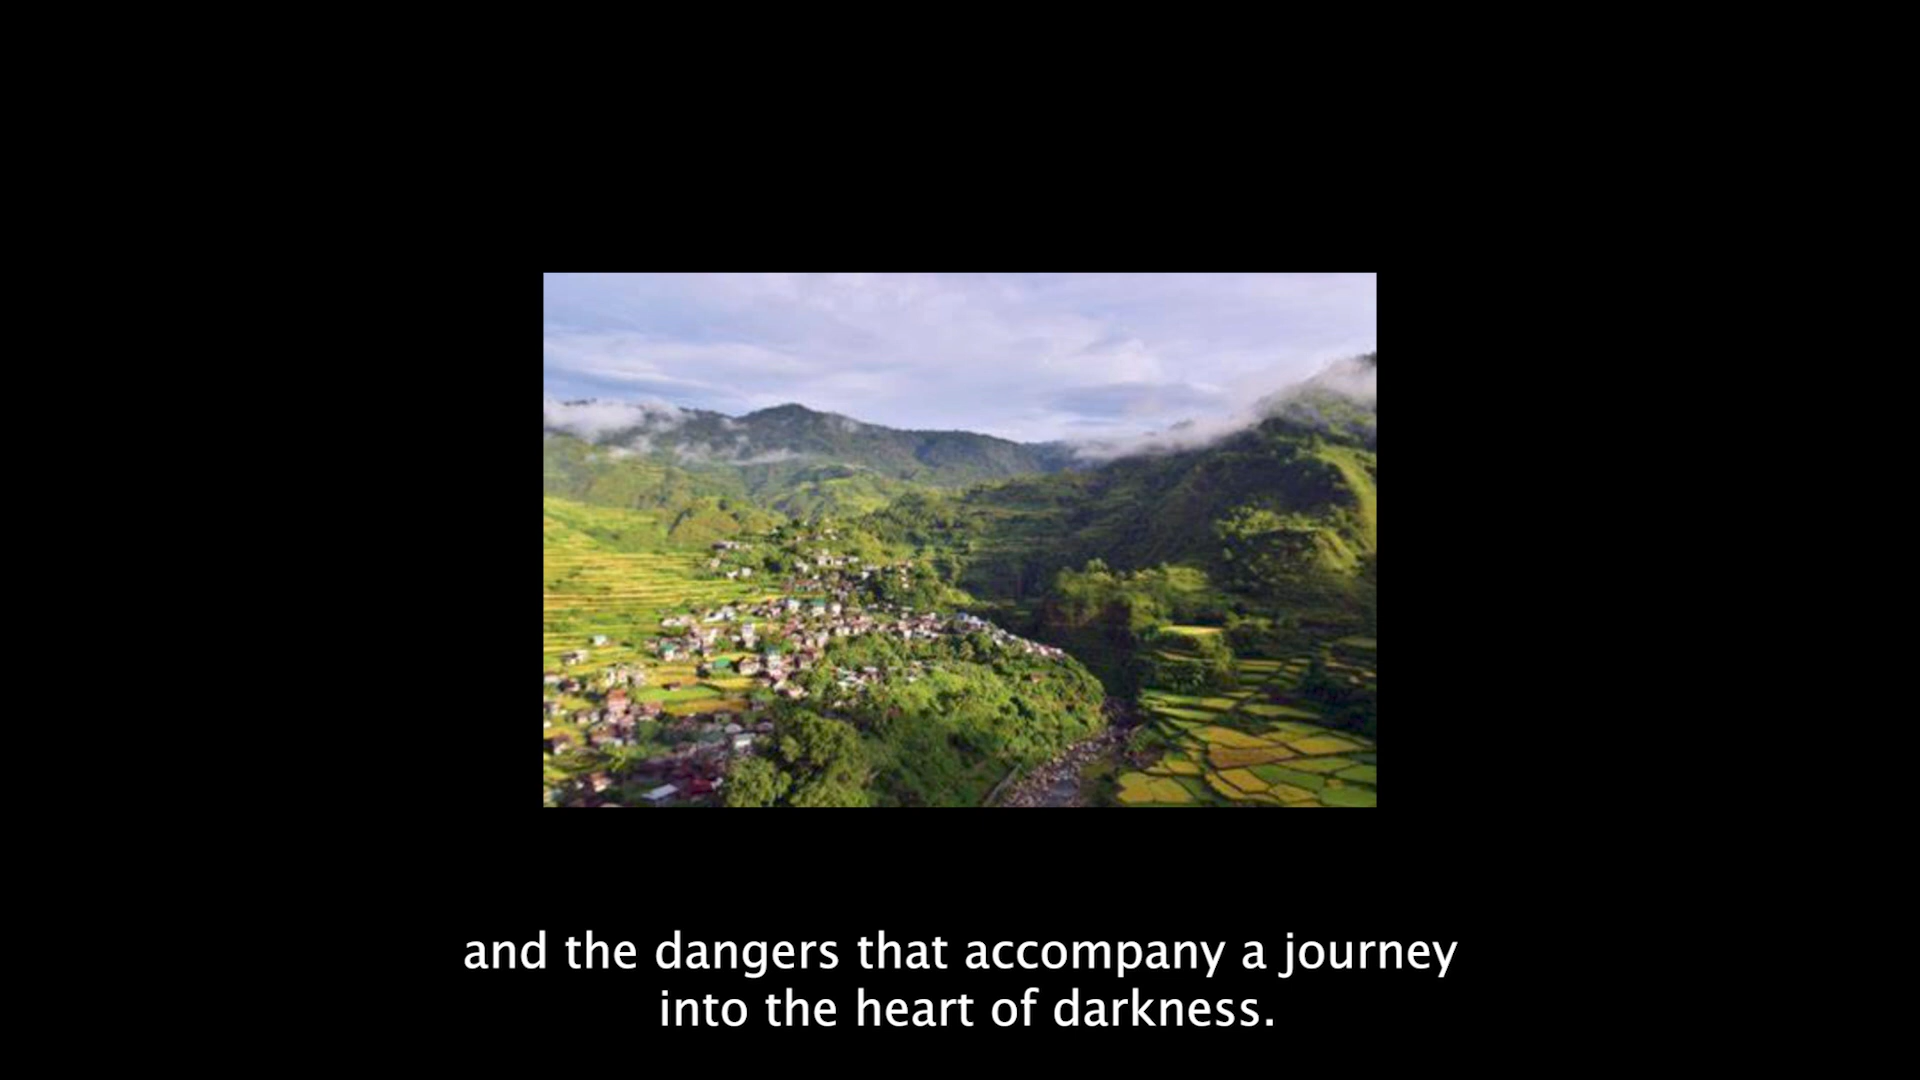 and the dangers that accompany a journey
into the heart of darkness.